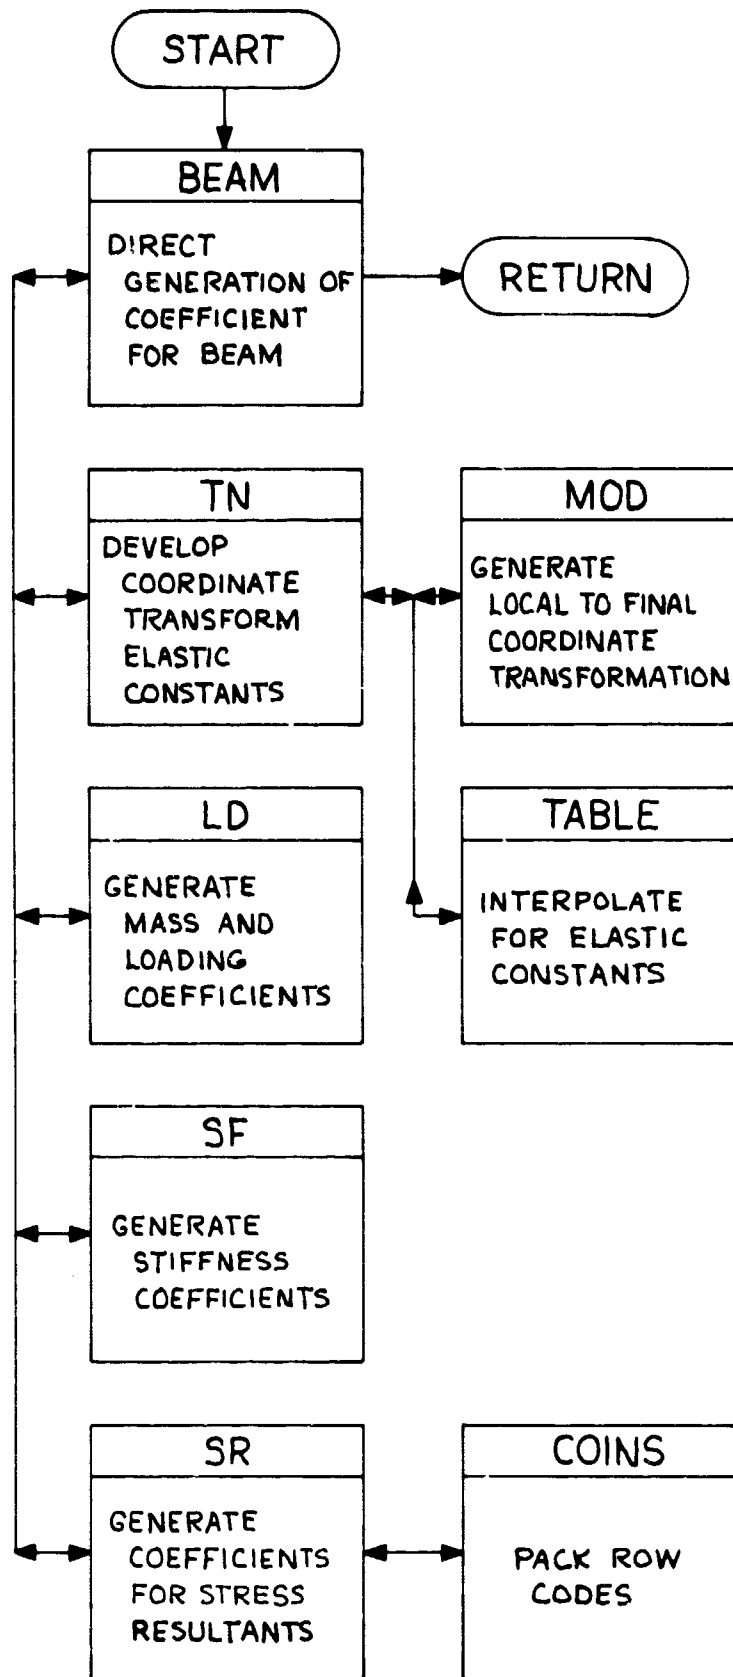 START
BEAM
DIRECT
GENERATION OF
COEFFICIENT
FOR BEAM
RETURN
TN
DEVELOP
COORDINATE
TRANSFORM
ELASTIC
CONSTANTS
MOD
GENERATE
LOCAL TO FINAL
COORDINATE
TRANSFORMATION
LD
GENERATE
MASS AND
LOADING
COEFFICIENTS
TABLE
INTERPOLATE
FOR ELASTIC
CONSTANTS
SF
GENERATE
STIFFNESS
COEFFICIENTS
SR
GENERATE
COEFFICIENTS
FOR STRESS
RESULTANTS
COINS
PACK ROW
CODES